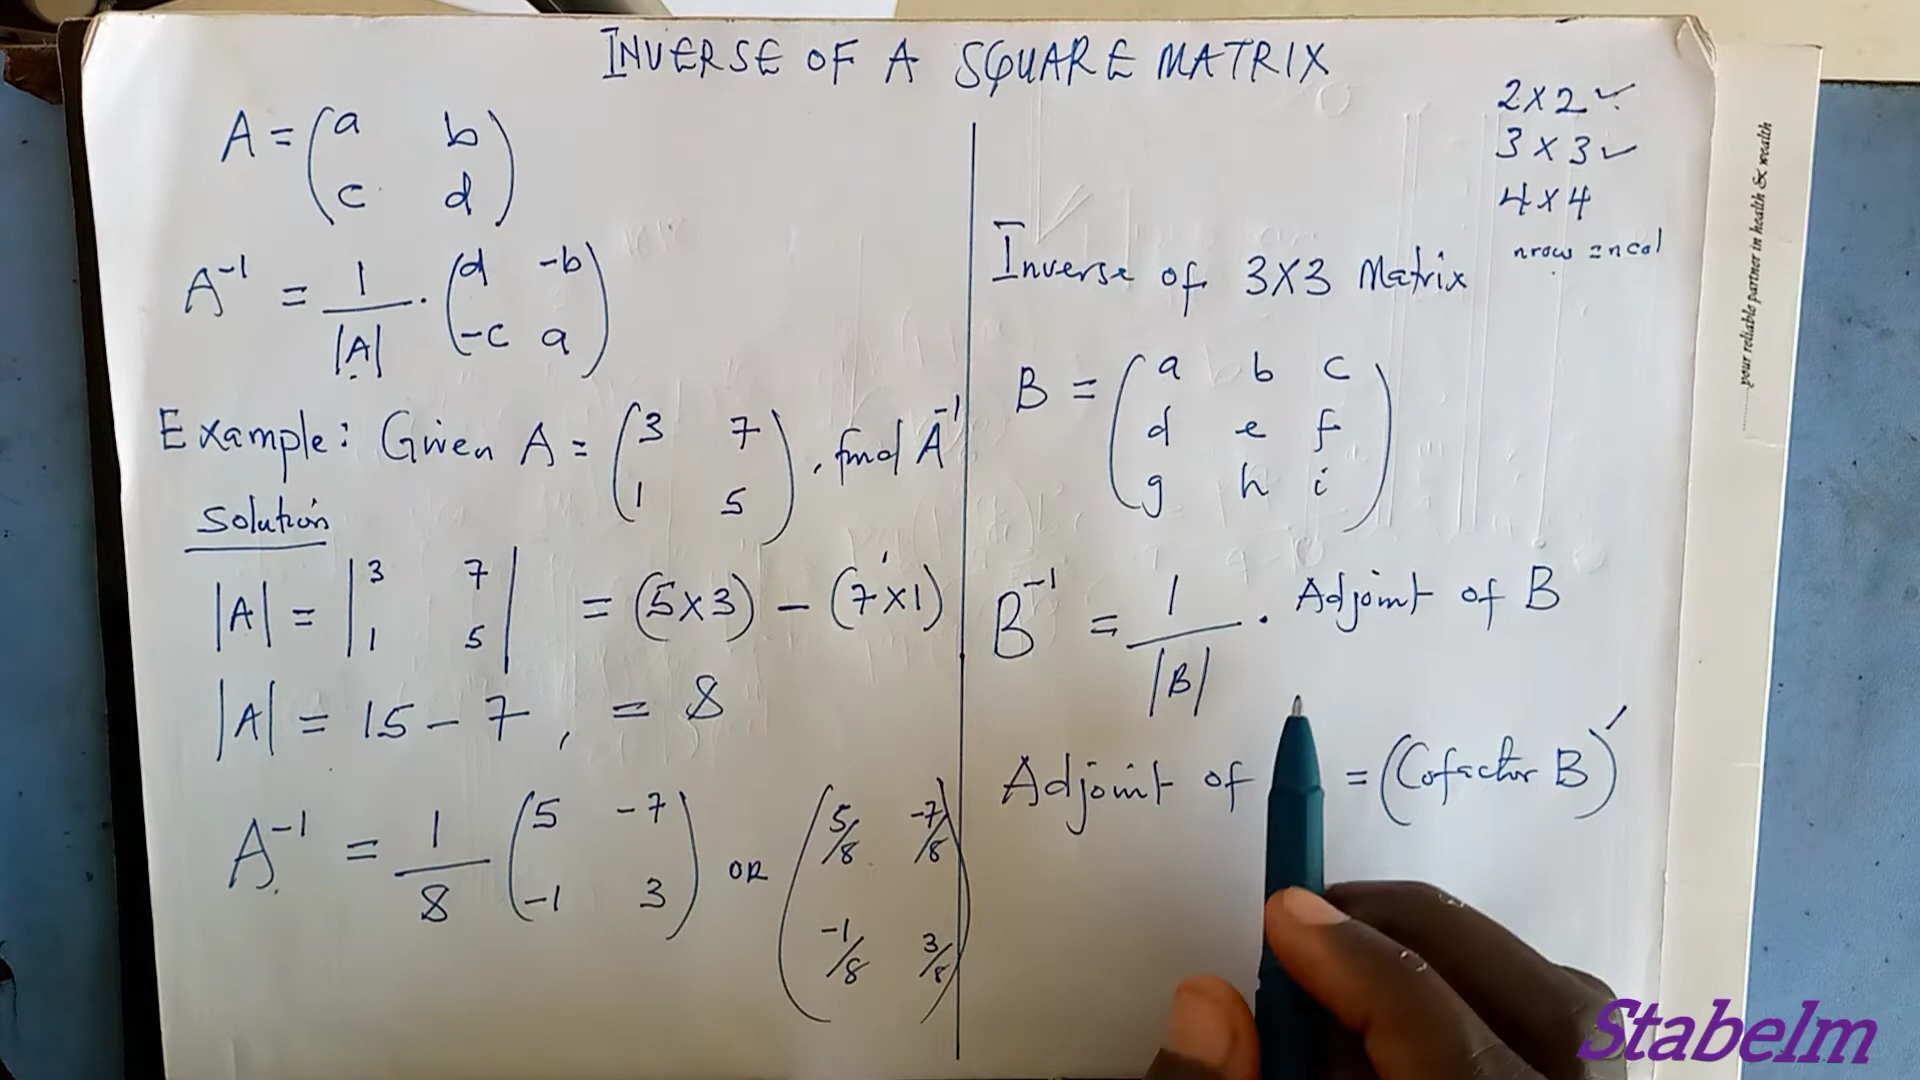 INVERSE OF A SQUARE MATRIX
A = (a b
c d)
A⁻¹ = 1/|A| · (d -b
-c a)
Example: Given A = (3 7
1 5), find A⁻¹
Solution
|A| = |3 7
1 5| = (5×3) - (7×1)
|A| = 15 - 7, = 8
A⁻¹ = 1/8 (5 -7
-1 3) OR (5/8 -7/8
-1/8 3/8)
2×2 ✓
3×3 ✓
4×4
nrow = ncol
Inverse of 3×3 Matrix
B = (a b c
d e f
g h i)
B⁻¹ = 1/|B| · Adjoint of B
Adjoint of = (Cofactor B)′
your reliable partner in health & wealth
Stabelm